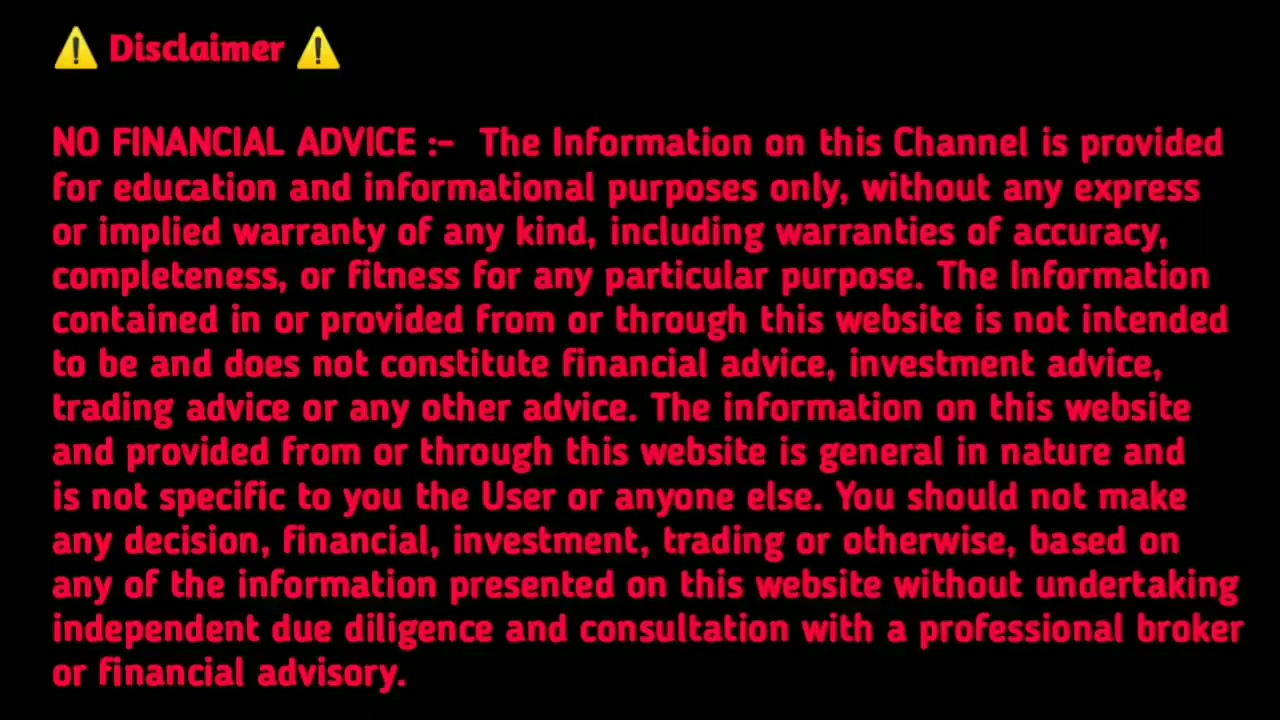 ⚠️ Disclaimer ⚠️
NO FINANCIAL ADVICE :- The Information on this Channel is provided
for education and informational purposes only, without any express
or implied warranty of any kind, including warranties of accuracy,
completeness, or fitness for any particular purpose. The Information
contained in or provided from or through this website is not intended
to be and does not constitute financial advice, investment advice,
trading advice or any other advice. The information on this website
and provided from or through this website is general in nature and
is not specific to you the User or anyone else. You should not make
any decision, financial, investment, trading or otherwise, based on
any of the information presented on this website without undertaking
independent due diligence and consultation with a professional broker
or financial advisory.